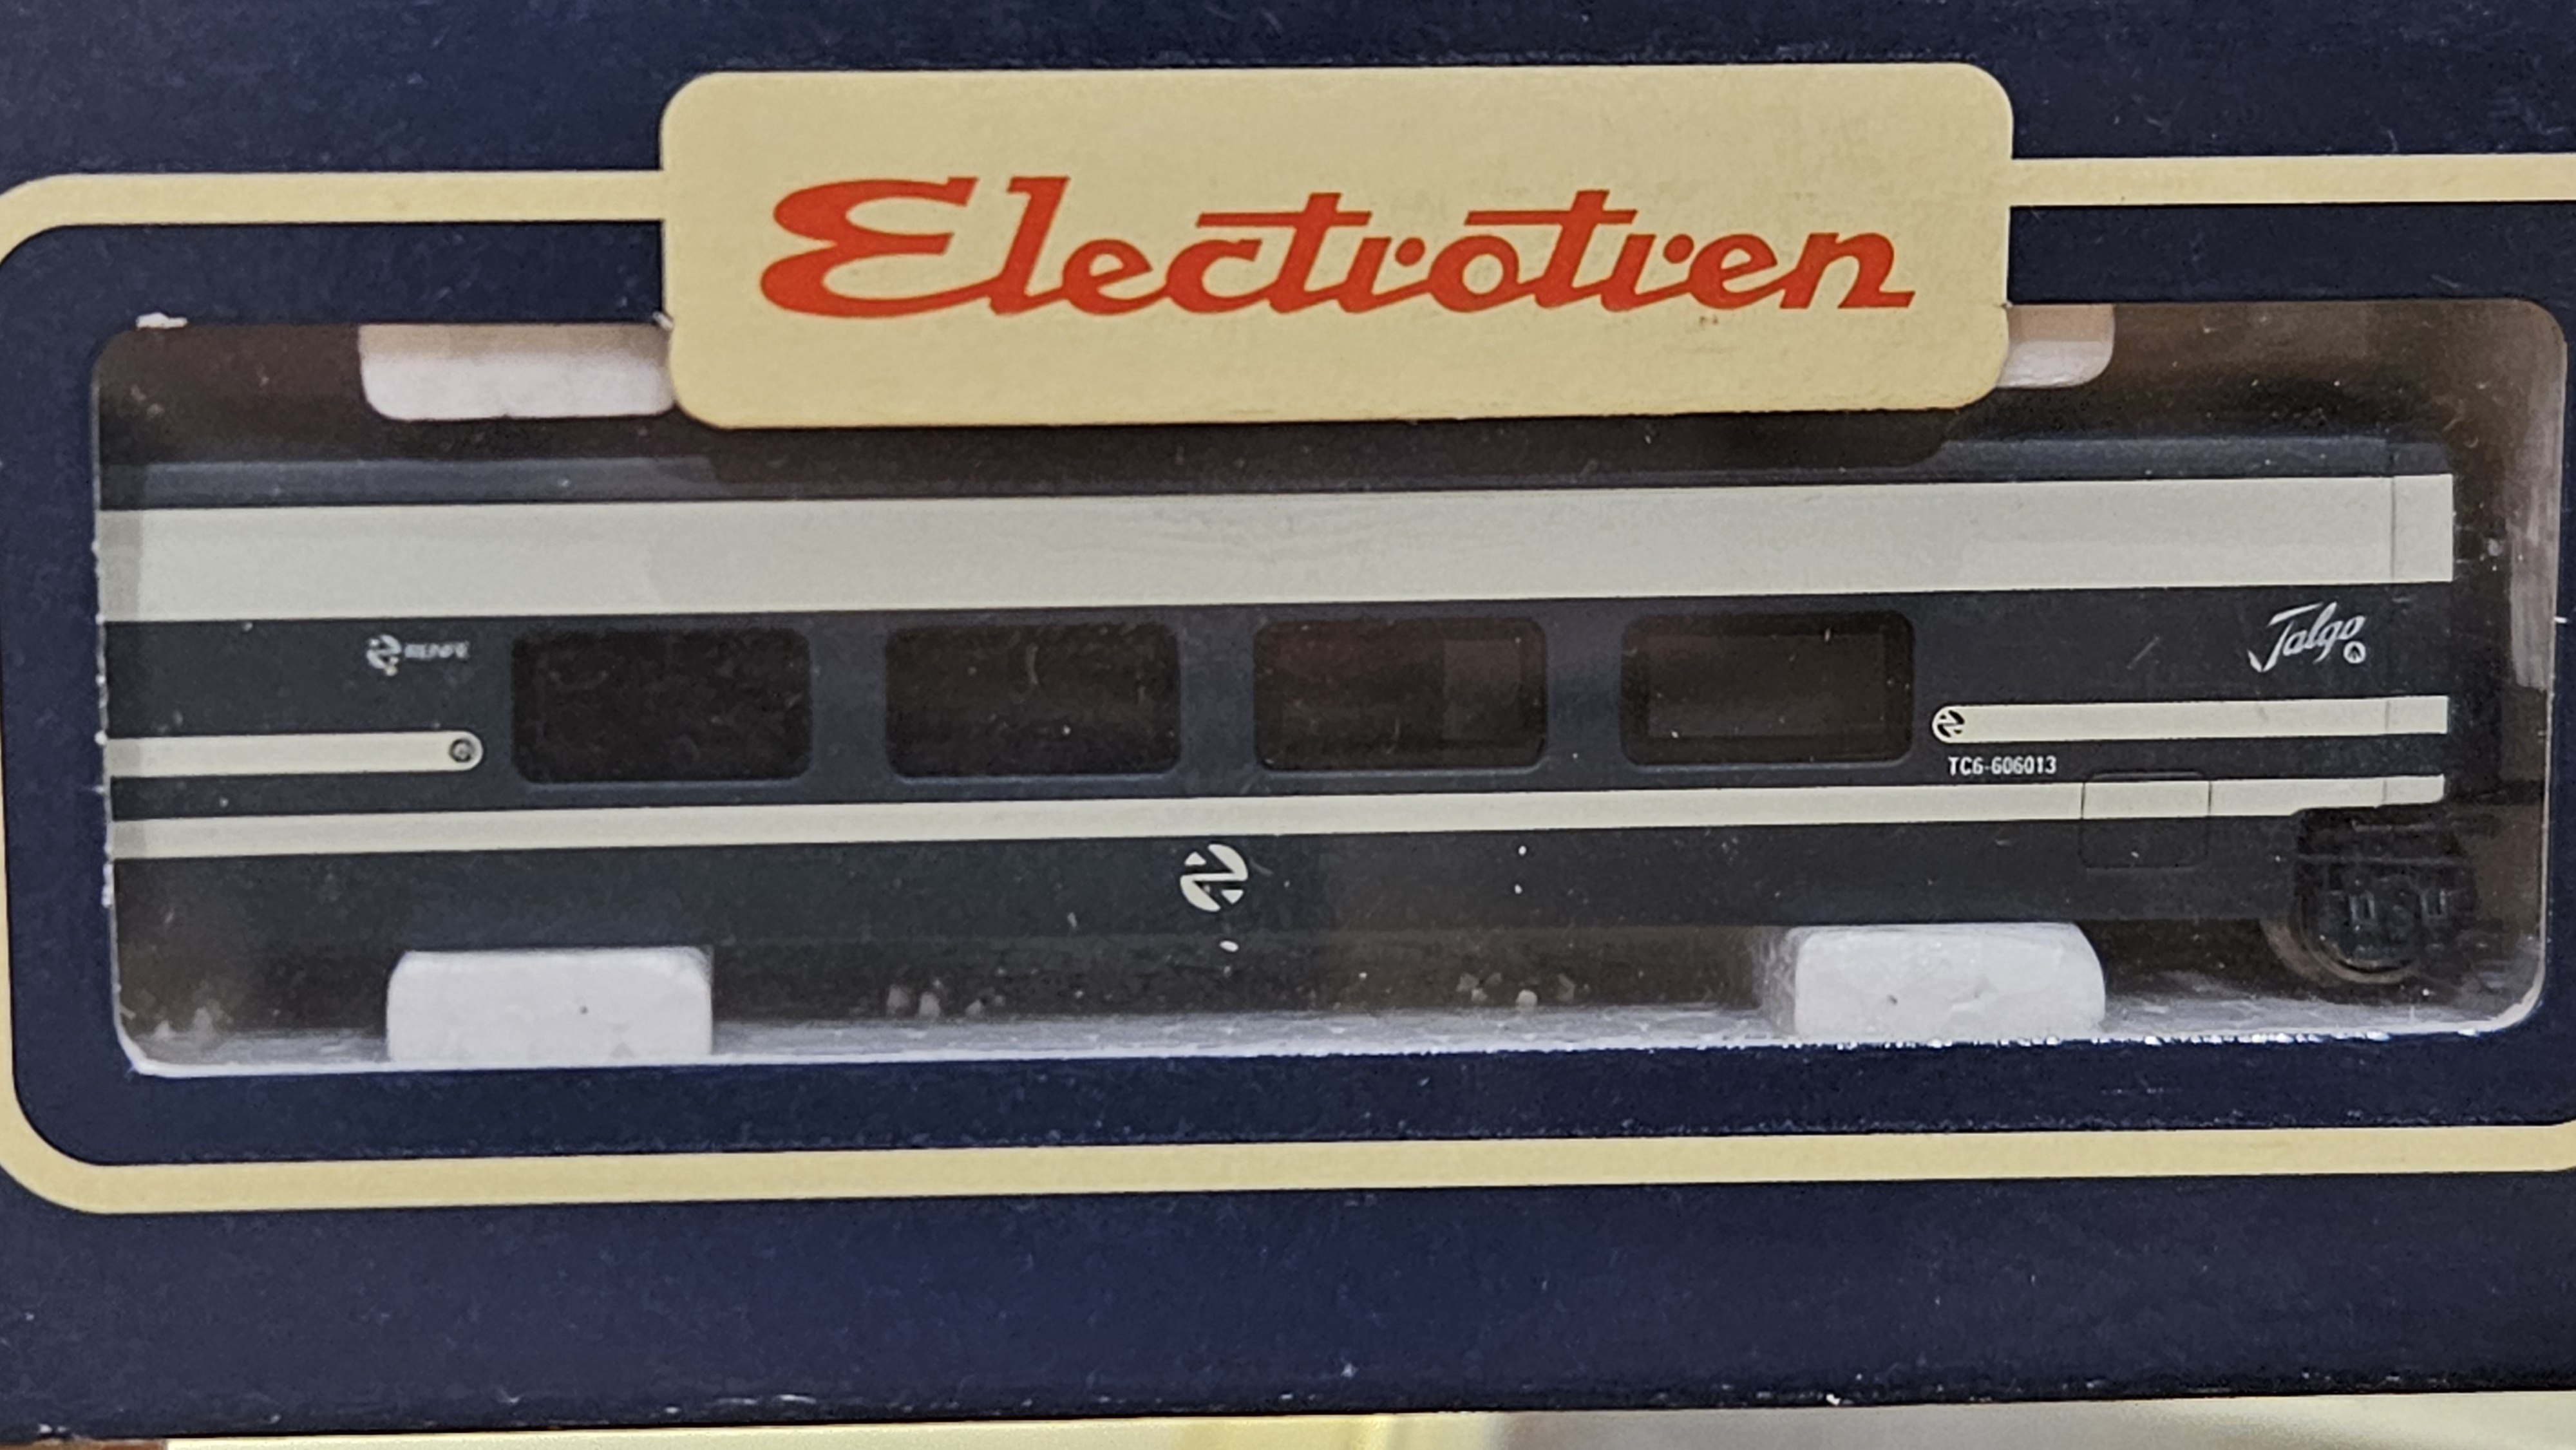 Electrotren
RENFE
Talgo
TC6-606013